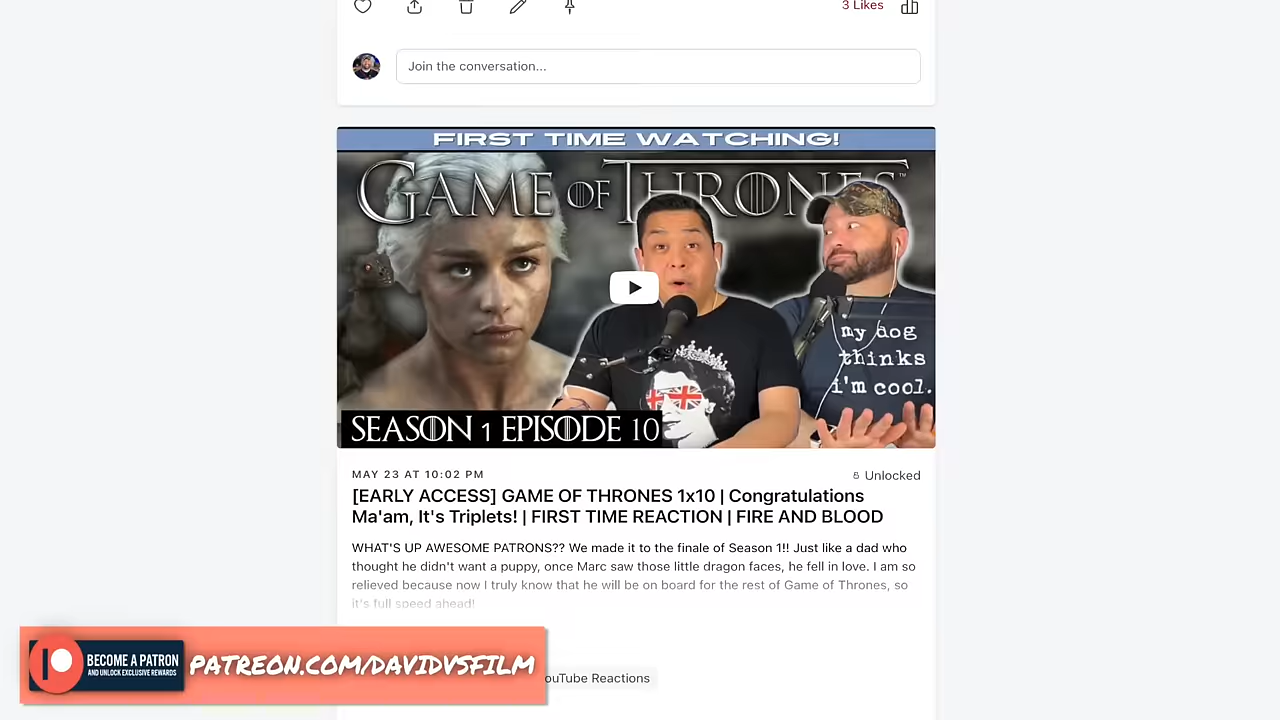 3 Likes
Join the conversation...
FIRST TIME WATCHING!
GAME OF THRONES™
my dog
thinks
i'm cool.
SEASON 1 EPISODE 10
MAY 23 AT 10:02 PM
Unlocked
[EARLY ACCESS] GAME OF THRONES 1x10 | Congratulations
Ma'am, It's Triplets! | FIRST TIME REACTION | FIRE AND BLOOD
WHAT'S UP AWESOME PATRONS?? We made it to the finale of Season 1!! Just like a dad who
thought he didn't want a puppy, once Marc saw those little dragon faces, he fell in love. I am so
relieved because now I truly know that he will be on board for the rest of Game of Thrones, so
it's full speed ahead!
BECOME A PATRON
AND UNLOCK EXCLUSIVE REWARDS
PATREON.COM/DAVIDVSFILM
ouTube Reactions